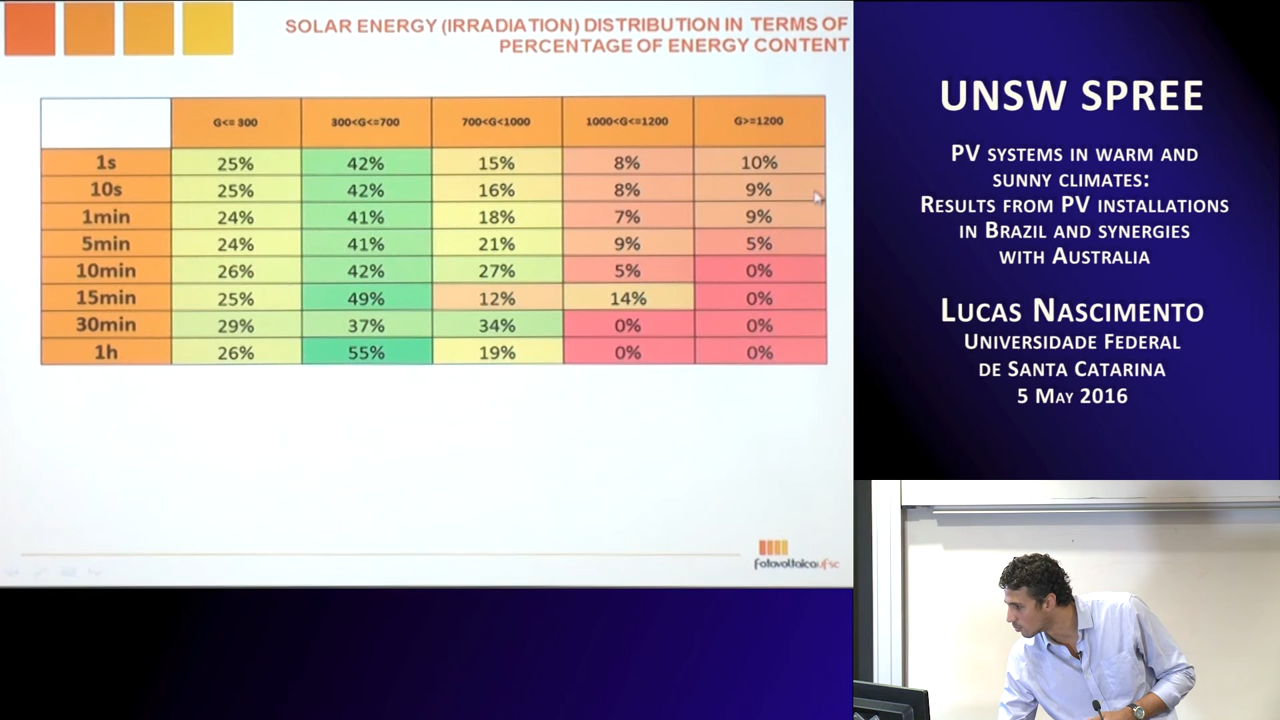 SOLAR ENERGY (IRRADIATION) DISTRIBUTION IN TERMS OF
PERCENTAGE OF ENERGY CONTENT
G<= 300 300<G<=700 700<G<1000 1000<G<=1200 G>=1200
1s 25% 42% 15% 8% 10%
10s 25% 42% 16% 8% 9%
1min 24% 41% 18% 7% 9%
5min 24% 41% 21% 9% 5%
10min 26% 42% 27% 5% 0%
15min 25% 49% 12% 14% 0%
30min 29% 37% 34% 0% 0%
1h 26% 55% 19% 0% 0%
fotovoltaicaufsc
UNSW SPREE
PV SYSTEMS IN WARM AND
SUNNY CLIMATES:
RESULTS FROM PV INSTALLATIONS
IN BRAZIL AND SYNERGIES
WITH AUSTRALIA
LUCAS NASCIMENTO
UNIVERSIDADE FEDERAL
DE SANTA CATARINA
5 MAY 2016